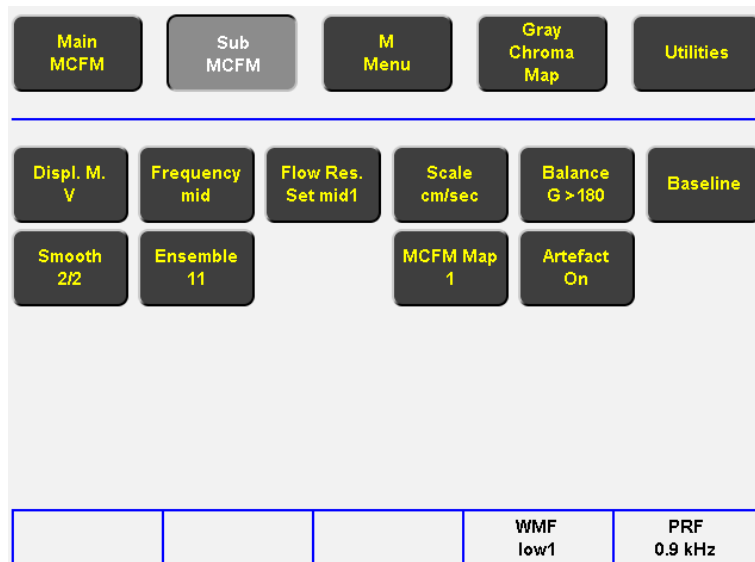 Main
MCFM
Sub
MCFM
M
Menu
Gray
Chroma
Map
Utilities
Displ. M.
V
Frequency
mid
Flow Res.
Set mid1
Scale
cm/sec
Balance
G >180
Baseline
Smooth
2/2
Ensemble
11
MCFM Map
1
Artefact
On
WMF
low1
PRF
0.9 kHz